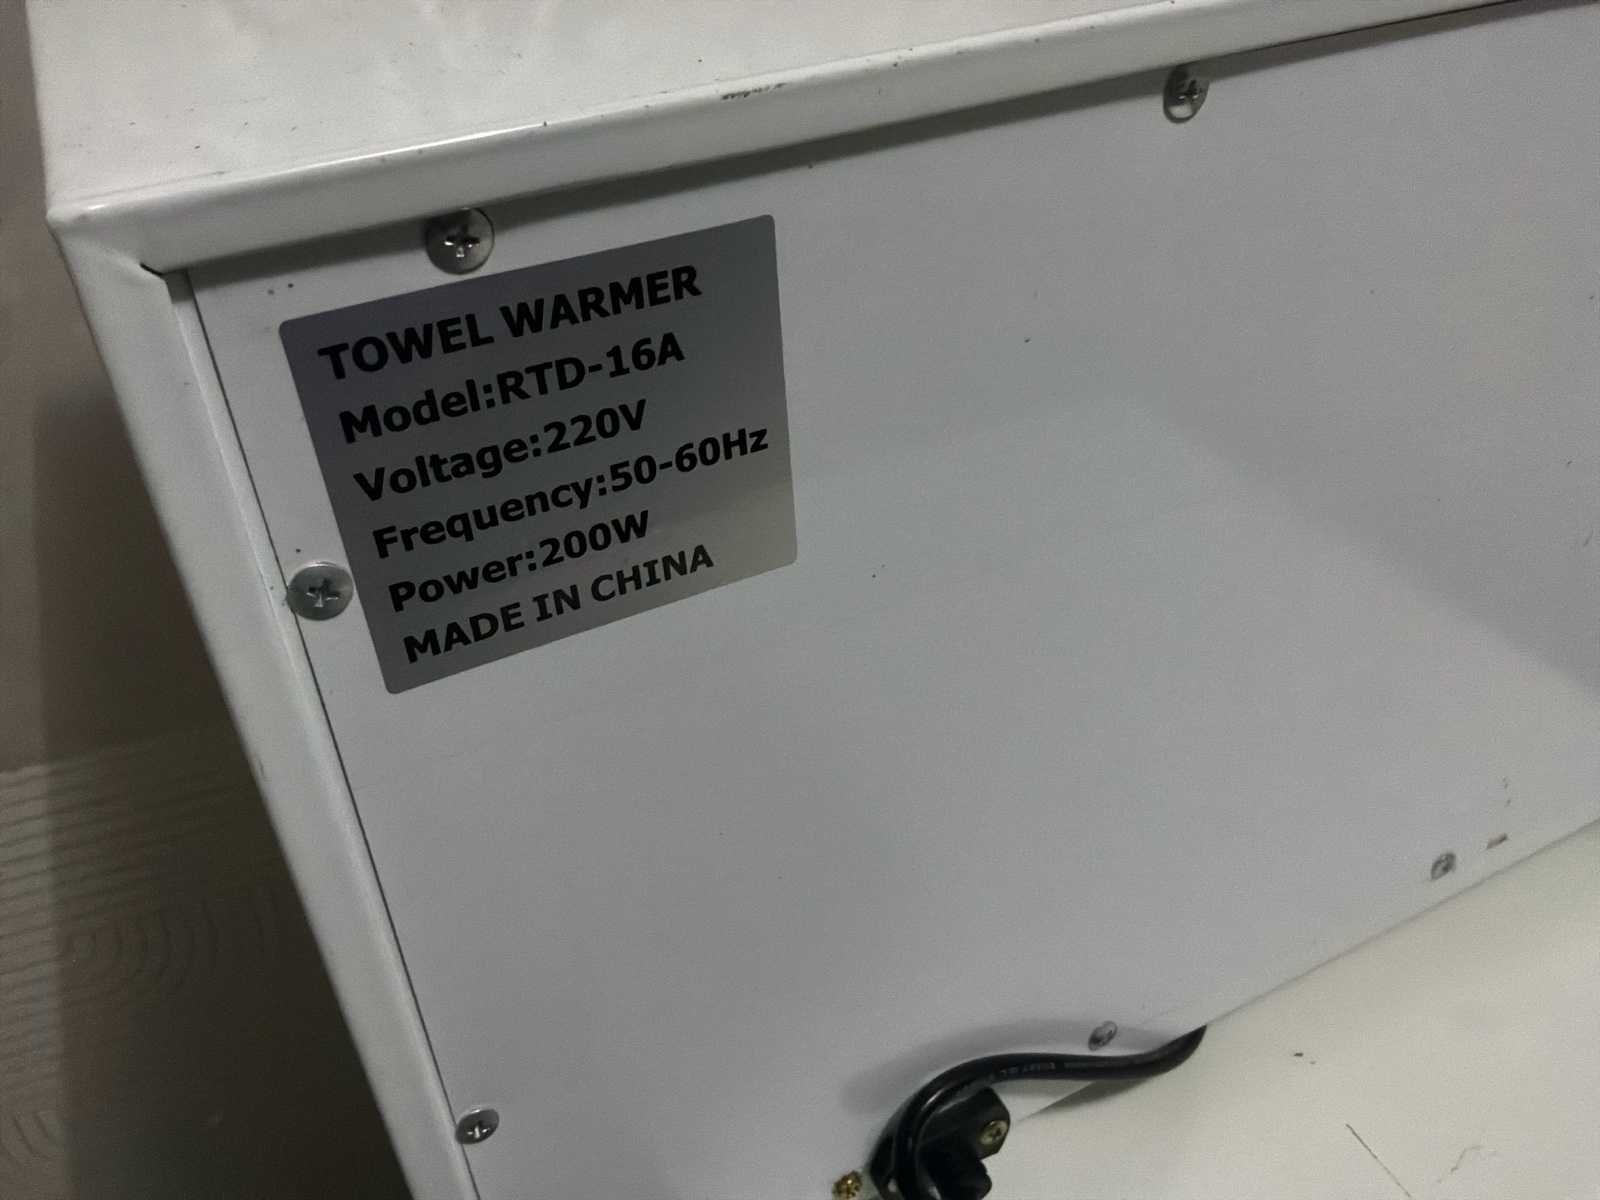 TOWEL WARMER
Model:RTD-16A
Voltage:220V
Frequency:50-60Hz
Power:200W
MADE IN CHINA